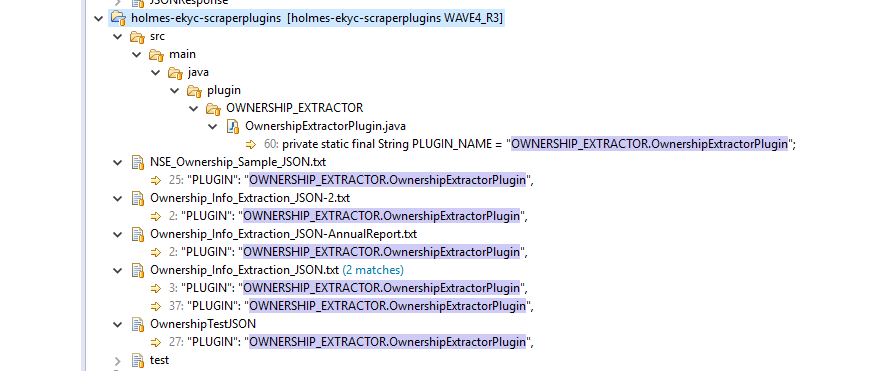 JSONResponse
holmes-ekyc-scraperplugins [holmes-ekyc-scraperplugins WAVE4_R3]
src
main
java
plugin
OWNERSHIP_EXTRACTOR
OwnershipExtractorPlugin.java
60: private static final String PLUGIN_NAME = "OWNERSHIP_EXTRACTOR.OwnershipExtractorPlugin";
NSE_Ownership_Sample_JSON.txt
25: "PLUGIN": "OWNERSHIP_EXTRACTOR.OwnershipExtractorPlugin",
Ownership_Info_Extraction_JSON-2.txt
2: "PLUGIN": "OWNERSHIP_EXTRACTOR.OwnershipExtractorPlugin",
Ownership_Info_Extraction_JSON-AnnualReport.txt
2: "PLUGIN": "OWNERSHIP_EXTRACTOR.OwnershipExtractorPlugin",
Ownership_Info_Extraction_JSON.txt (2 matches)
3: "PLUGIN": "OWNERSHIP_EXTRACTOR.OwnershipExtractorPlugin",
37: "PLUGIN": "OWNERSHIP_EXTRACTOR.OwnershipExtractorPlugin",
OwnershipTestJSON
27: "PLUGIN": "OWNERSHIP_EXTRACTOR.OwnershipExtractorPlugin",
test